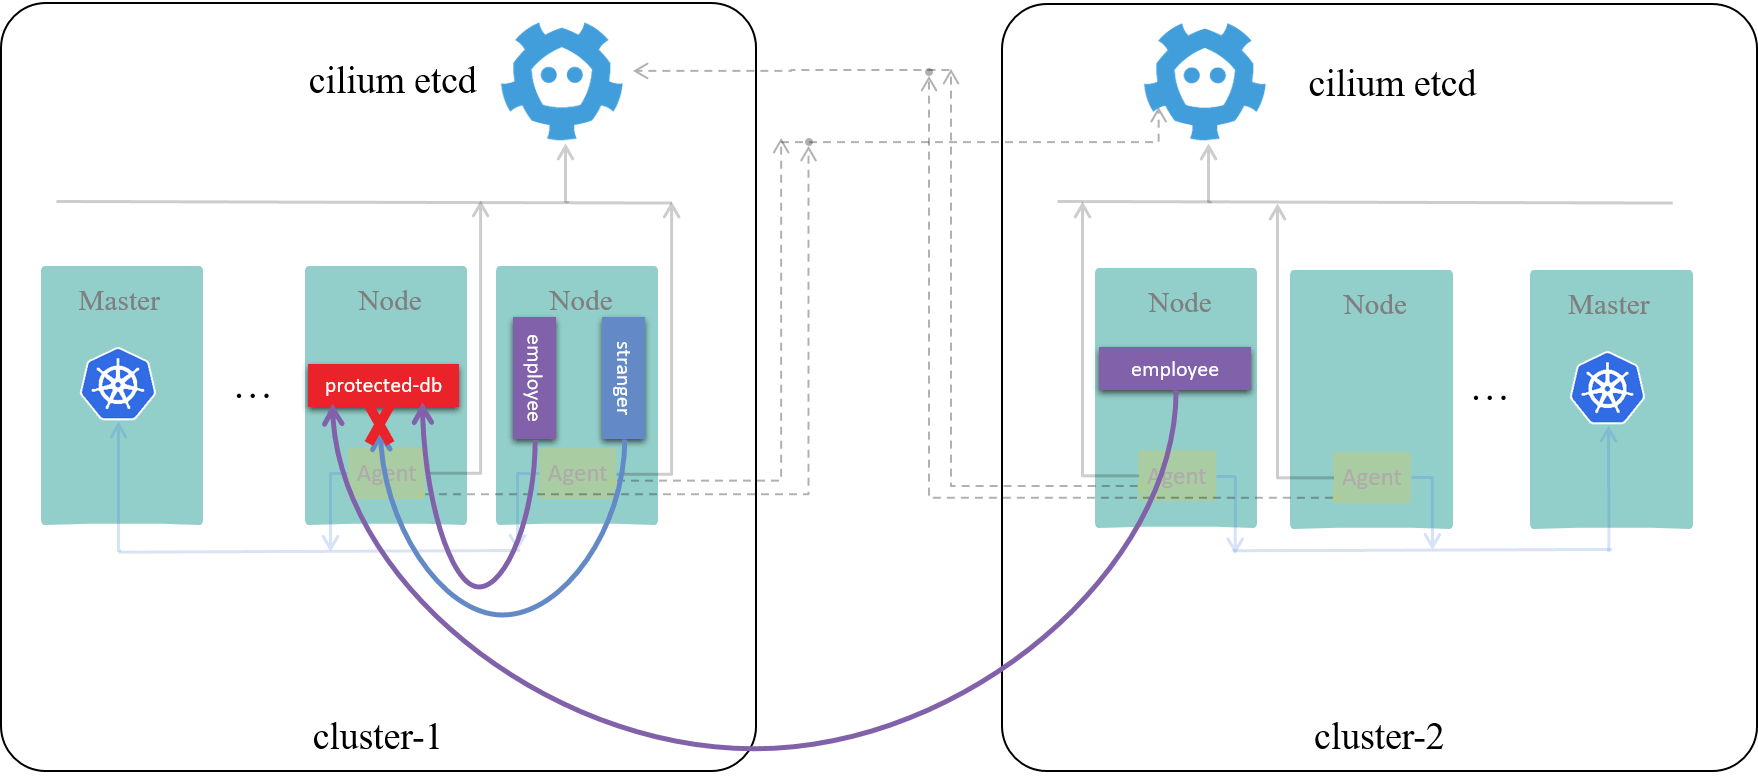 cilium etcd
cilium etcd
Master
Node
Node
Node
Node
Master
employee
stranger
protected-db
employee
...
...
Agent
Agent
Agent
Agent
cluster-1
cluster-2